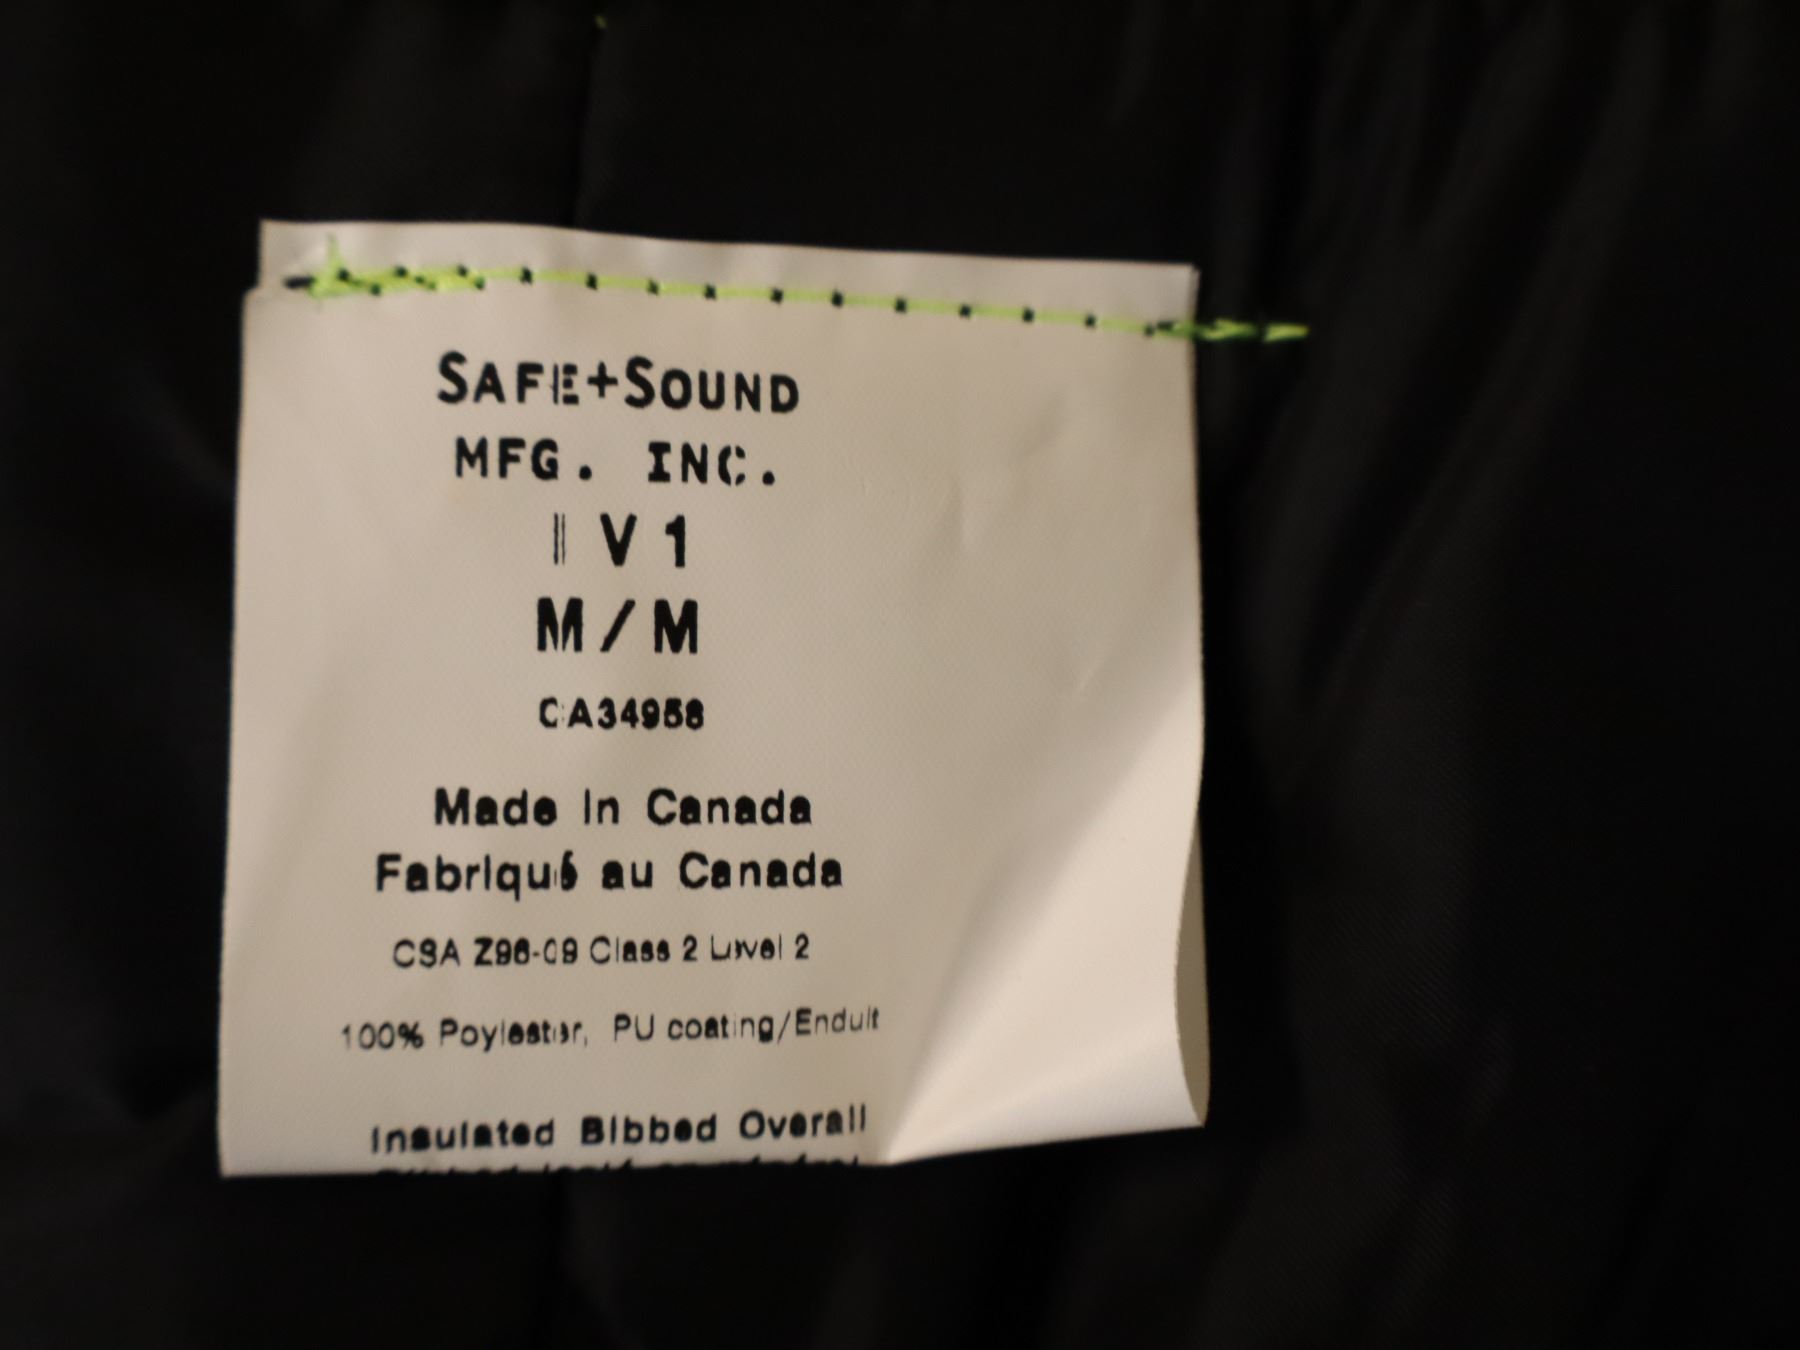 SAFE+SOUND
MFG. INC.
V1
M/M
CA34958
Made in Canada
Fabriqué au Canada
CSA Z96-09 Class 2 Level 2
100% Poylester, PU coating/Enduit
Insulated Bibbed Overall